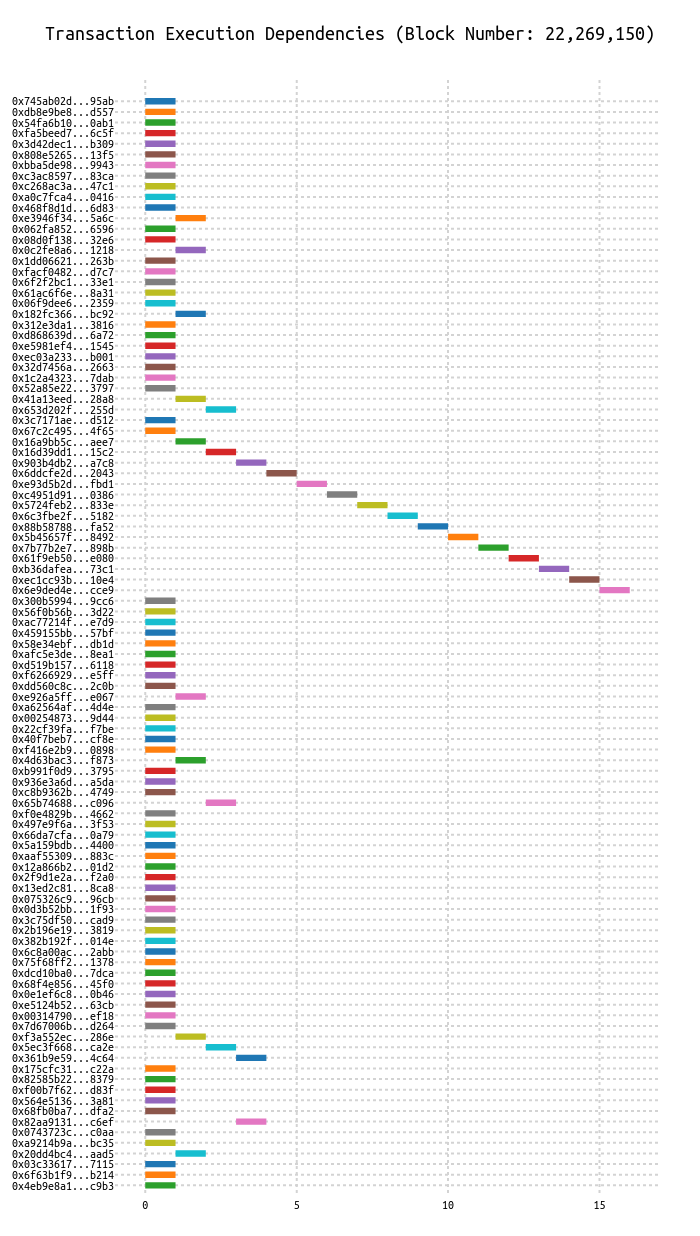 Transaction Execution Dependencies (Block Number: 22,269,150)
0x745ab02d...95ab
0xdb8e9be8...d557
0x54fa6b10...0ab1
0xfa5beed7...6c5f
0x3d42dec1...b309
0x808e5265...13f5
0xbba5de98...9943
0xc3ac8597...83ca
0xc268ac3a...47c1
0xa0c7fca4...0416
0x468f8d1d...6d83
0xe3946f34...5a6c
0x062fa852...6596
0x08d0f138...32e6
0x0c2fe8a6...1218
0x1dd06621...263b
0xfacf0482...d7c7
0x6f2f2bc1...33e1
0x61ac6f6e...8a31
0x06f9dee6...2359
0x182fc366...bc92
0x312e3da1...3816
0xd868639d...6a72
0xe5981ef4...1545
0xec03a233...b001
0x32d7456a...2663
0x1c2a4323...7dab
0x52a85e22...3797
0x41a13eed...28a8
0x653d202f...255d
0x3c7171ae...d512
0x67c2c495...4f65
0x16a9bb5c...aee7
0x16d39dd1...15c2
0x903b4db2...a7c8
0x6ddcfe2d...2043
0xe93d5b2d...fbd1
0xc4951d91...0386
0x5724feb2...833e
0x6c3fbe2f...5182
0x88b58788...fa52
0x5b45657f...8492
0x7b77b2e7...898b
0x61f9eb50...e080
0xb36dafea...73c1
0xec1cc93b...10e4
0x6e9ded4e...cce9
0x300b5994...9cc6
0x56f0b56b...3d22
0xac77214f...e7d9
0x459155bb...57bf
0x58e34ebf...db1d
0xafc5e3de...8ea1
0xd519b157...6118
0xf6266929...e5ff
0xdd560c8c...2c0b
0xe926a5ff...e067
0xa62564af...4d4e
0x00254873...9d44
0x22cf39fa...f7be
0x40f7beb7...cf8e
0xf416e2b9...0898
0x4d63bac3...f873
0xb991f0d9...3795
0x936e3a6d...a5da
0xc8b9362b...4749
0x65b74688...c096
0xf0e4829b...4662
0x497e9f6a...3f53
0x66da7cfa...0a79
0x5a159bdb...4400
0xaaf55309...883c
0x12a866b2...01d2
0x2f9d1e2a...f2a0
0x13ed2c81...8ca8
0x075326c9...96cb
0x0d3b52bb...1f93
0x3c75df50...cad9
0x2b196e19...3819
0x382b192f...014e
0x6c8a00ac...2abb
0x75f68ff2...1378
0xdcd10ba0...7dca
0x68f4e856...45f0
0x0e1ef6c8...0b46
0xe5124b52...63cb
0x00314790...ef18
0x7d67006b...d264
0xf3a552ec...286e
0x5ec3f668...ca2e
0x361b9e59...4c64
0x175cfc31...c22a
0x82585b22...8379
0xf00b7f62...d83f
0x564e5136...3a81
0x68fb0ba7...dfa2
0x82aa9131...c6ef
0x0743723c...c0aa
0xa9214b9a...bc35
0x20dd4bc4...aad5
0x03c33617...7115
0x6f63b1f9...b214
0x4eb9e8a1...c9b3
0 5 10 15